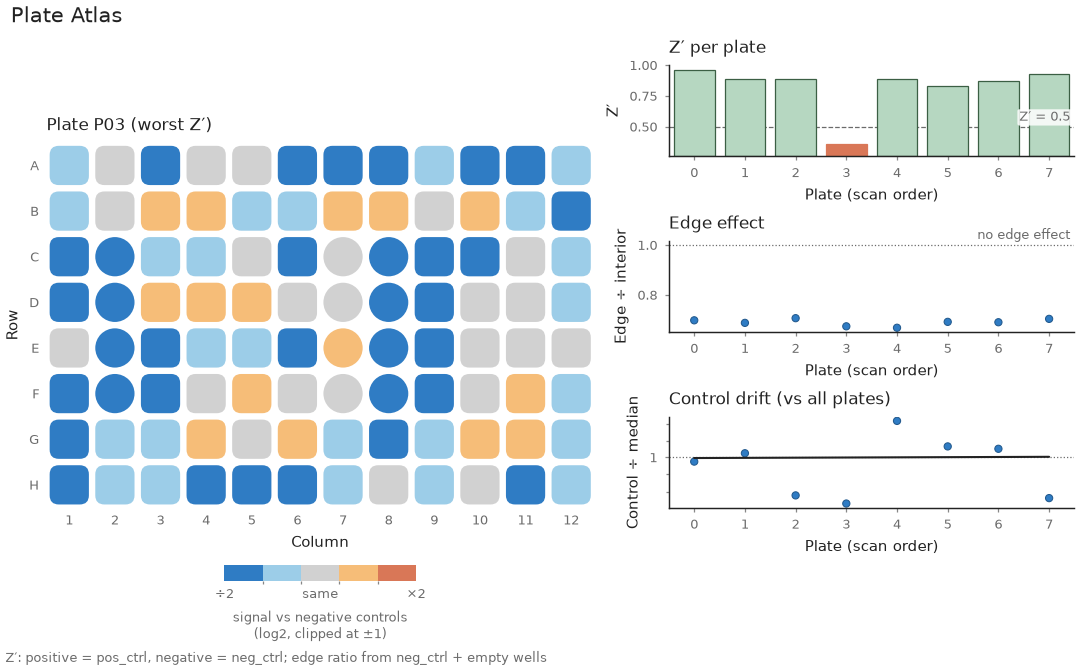 Plate Atlas
Plate P03 (worst Z′)
A
B
C
D
E
F
G
H
Row
1 2 3 4 5 6 7 8 9 10 11 12
Column
÷2 same ×2
signal vs negative controls
(log2, clipped at ±1)
Z′: positive = pos_ctrl, negative = neg_ctrl; edge ratio from neg_ctrl + empty wells
Z′ per plate
1.00
0.75
0.50
Z′
Z′ = 0.5
0 1 2 3 4 5 6 7
Plate (scan order)
Edge effect
no edge effect
1.0
0.8
Edge ÷ interior
0 1 2 3 4 5 6 7
Plate (scan order)
Control drift (vs all plates)
1
Control ÷ median
0 1 2 3 4 5 6 7
Plate (scan order)